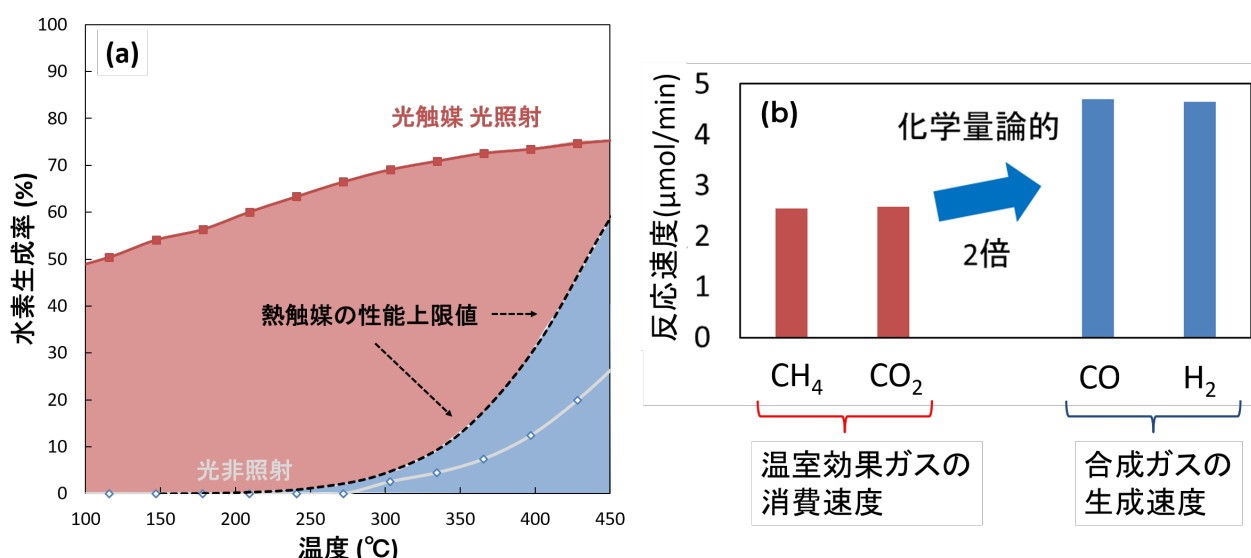 (a)
100
90
80
70
60
50
40
30
20
10
0
水素生成率 (%)
光触媒 光照射
熱触媒の性能上限値
光非照射
100 150 200 250 300 350 400 450
温度 (℃)
(b)
5
4
3
2
1
0
反応速度(μmol/min)
化学量論的
2倍
CH₄ CO₂ CO H₂
温室効果ガスの
消費速度
合成ガスの
生成速度